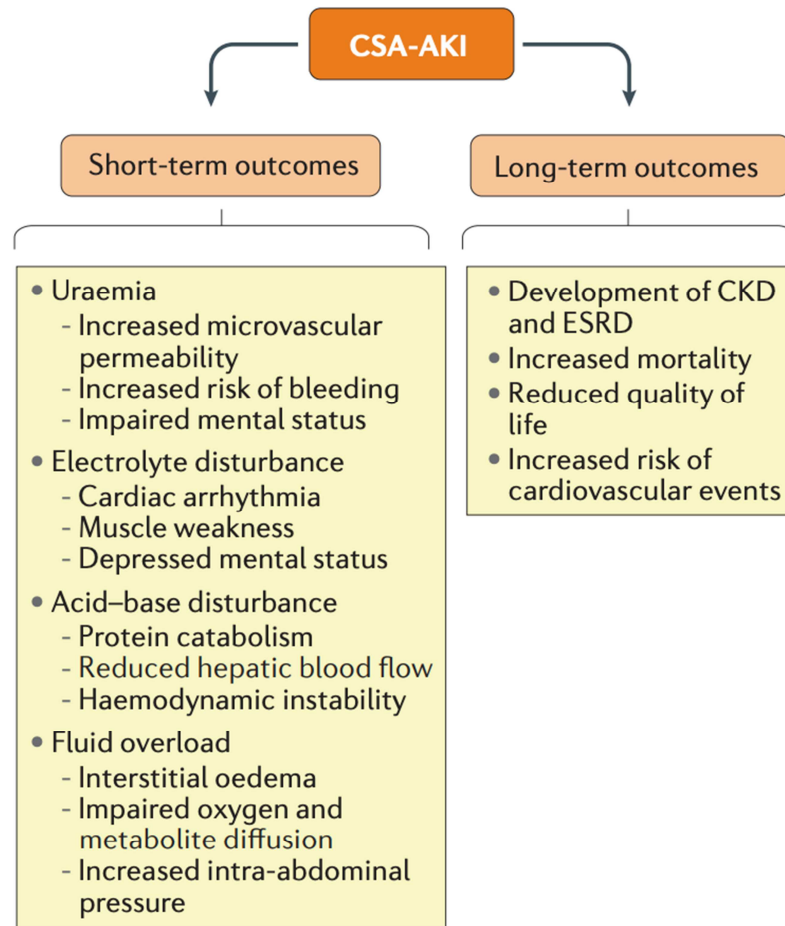 CSA-AKI
Short-term outcomes
• Uraemia
- Increased microvascular
permeability
- Increased risk of bleeding
- Impaired mental status
• Electrolyte disturbance
- Cardiac arrhythmia
- Muscle weakness
- Depressed mental status
• Acid–base disturbance
- Protein catabolism
- Reduced hepatic blood flow
- Haemodynamic instability
• Fluid overload
- Interstitial oedema
- Impaired oxygen and
metabolite diffusion
- Increased intra-abdominal
pressure
Long-term outcomes
• Development of CKD
and ESRD
• Increased mortality
• Reduced quality of
life
• Increased risk of
cardiovascular events